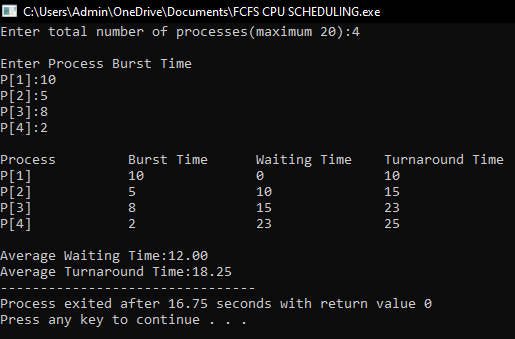 C:\Users\Admin\OneDrive\Documents\FCFS CPU SCHEDULING.exe
Enter total number of processes(maximum 20):4
Enter Process Burst Time
P[1]:10
P[2]:5
P[3]:8
P[4]:2
Process Burst Time Waiting Time Turnaround Time
P[1] 10 0 10
P[2] 5 10 15
P[3] 8 15 23
P[4] 2 23 25
Average Waiting Time:12.00
Average Turnaround Time:18.25
--------------------------------
Process exited after 16.75 seconds with return value 0
Press any key to continue . . .